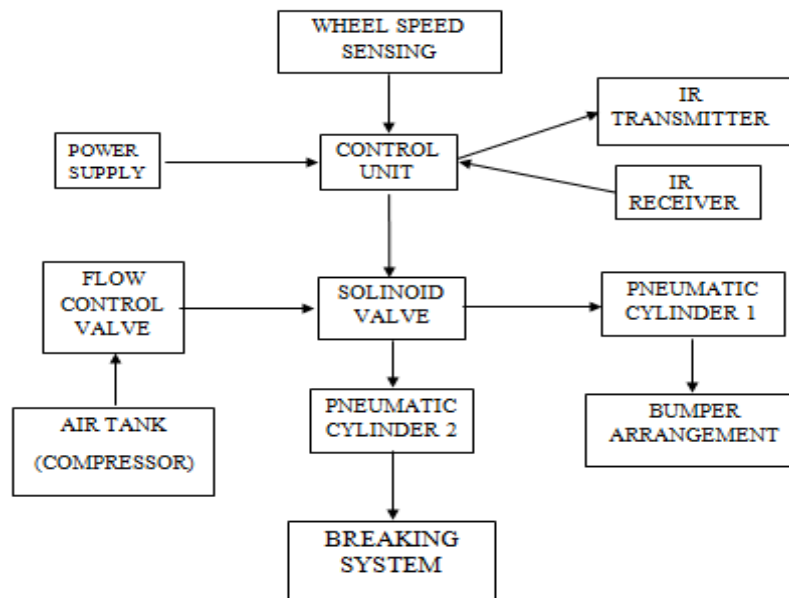 WHEEL SPEED
SENSING
IR
TRANSMITTER
POWER
SUPPLY
CONTROL
UNIT
IR
RECEIVER
FLOW
CONTROL
VALVE
SOLINOID
VALVE
PNEUMATIC
CYLINDER 1
AIR TANK
(COMPRESSOR)
PNEUMATIC
CYLINDER 2
BUMPER
ARRANGEMENT
BREAKING
SYSTEM